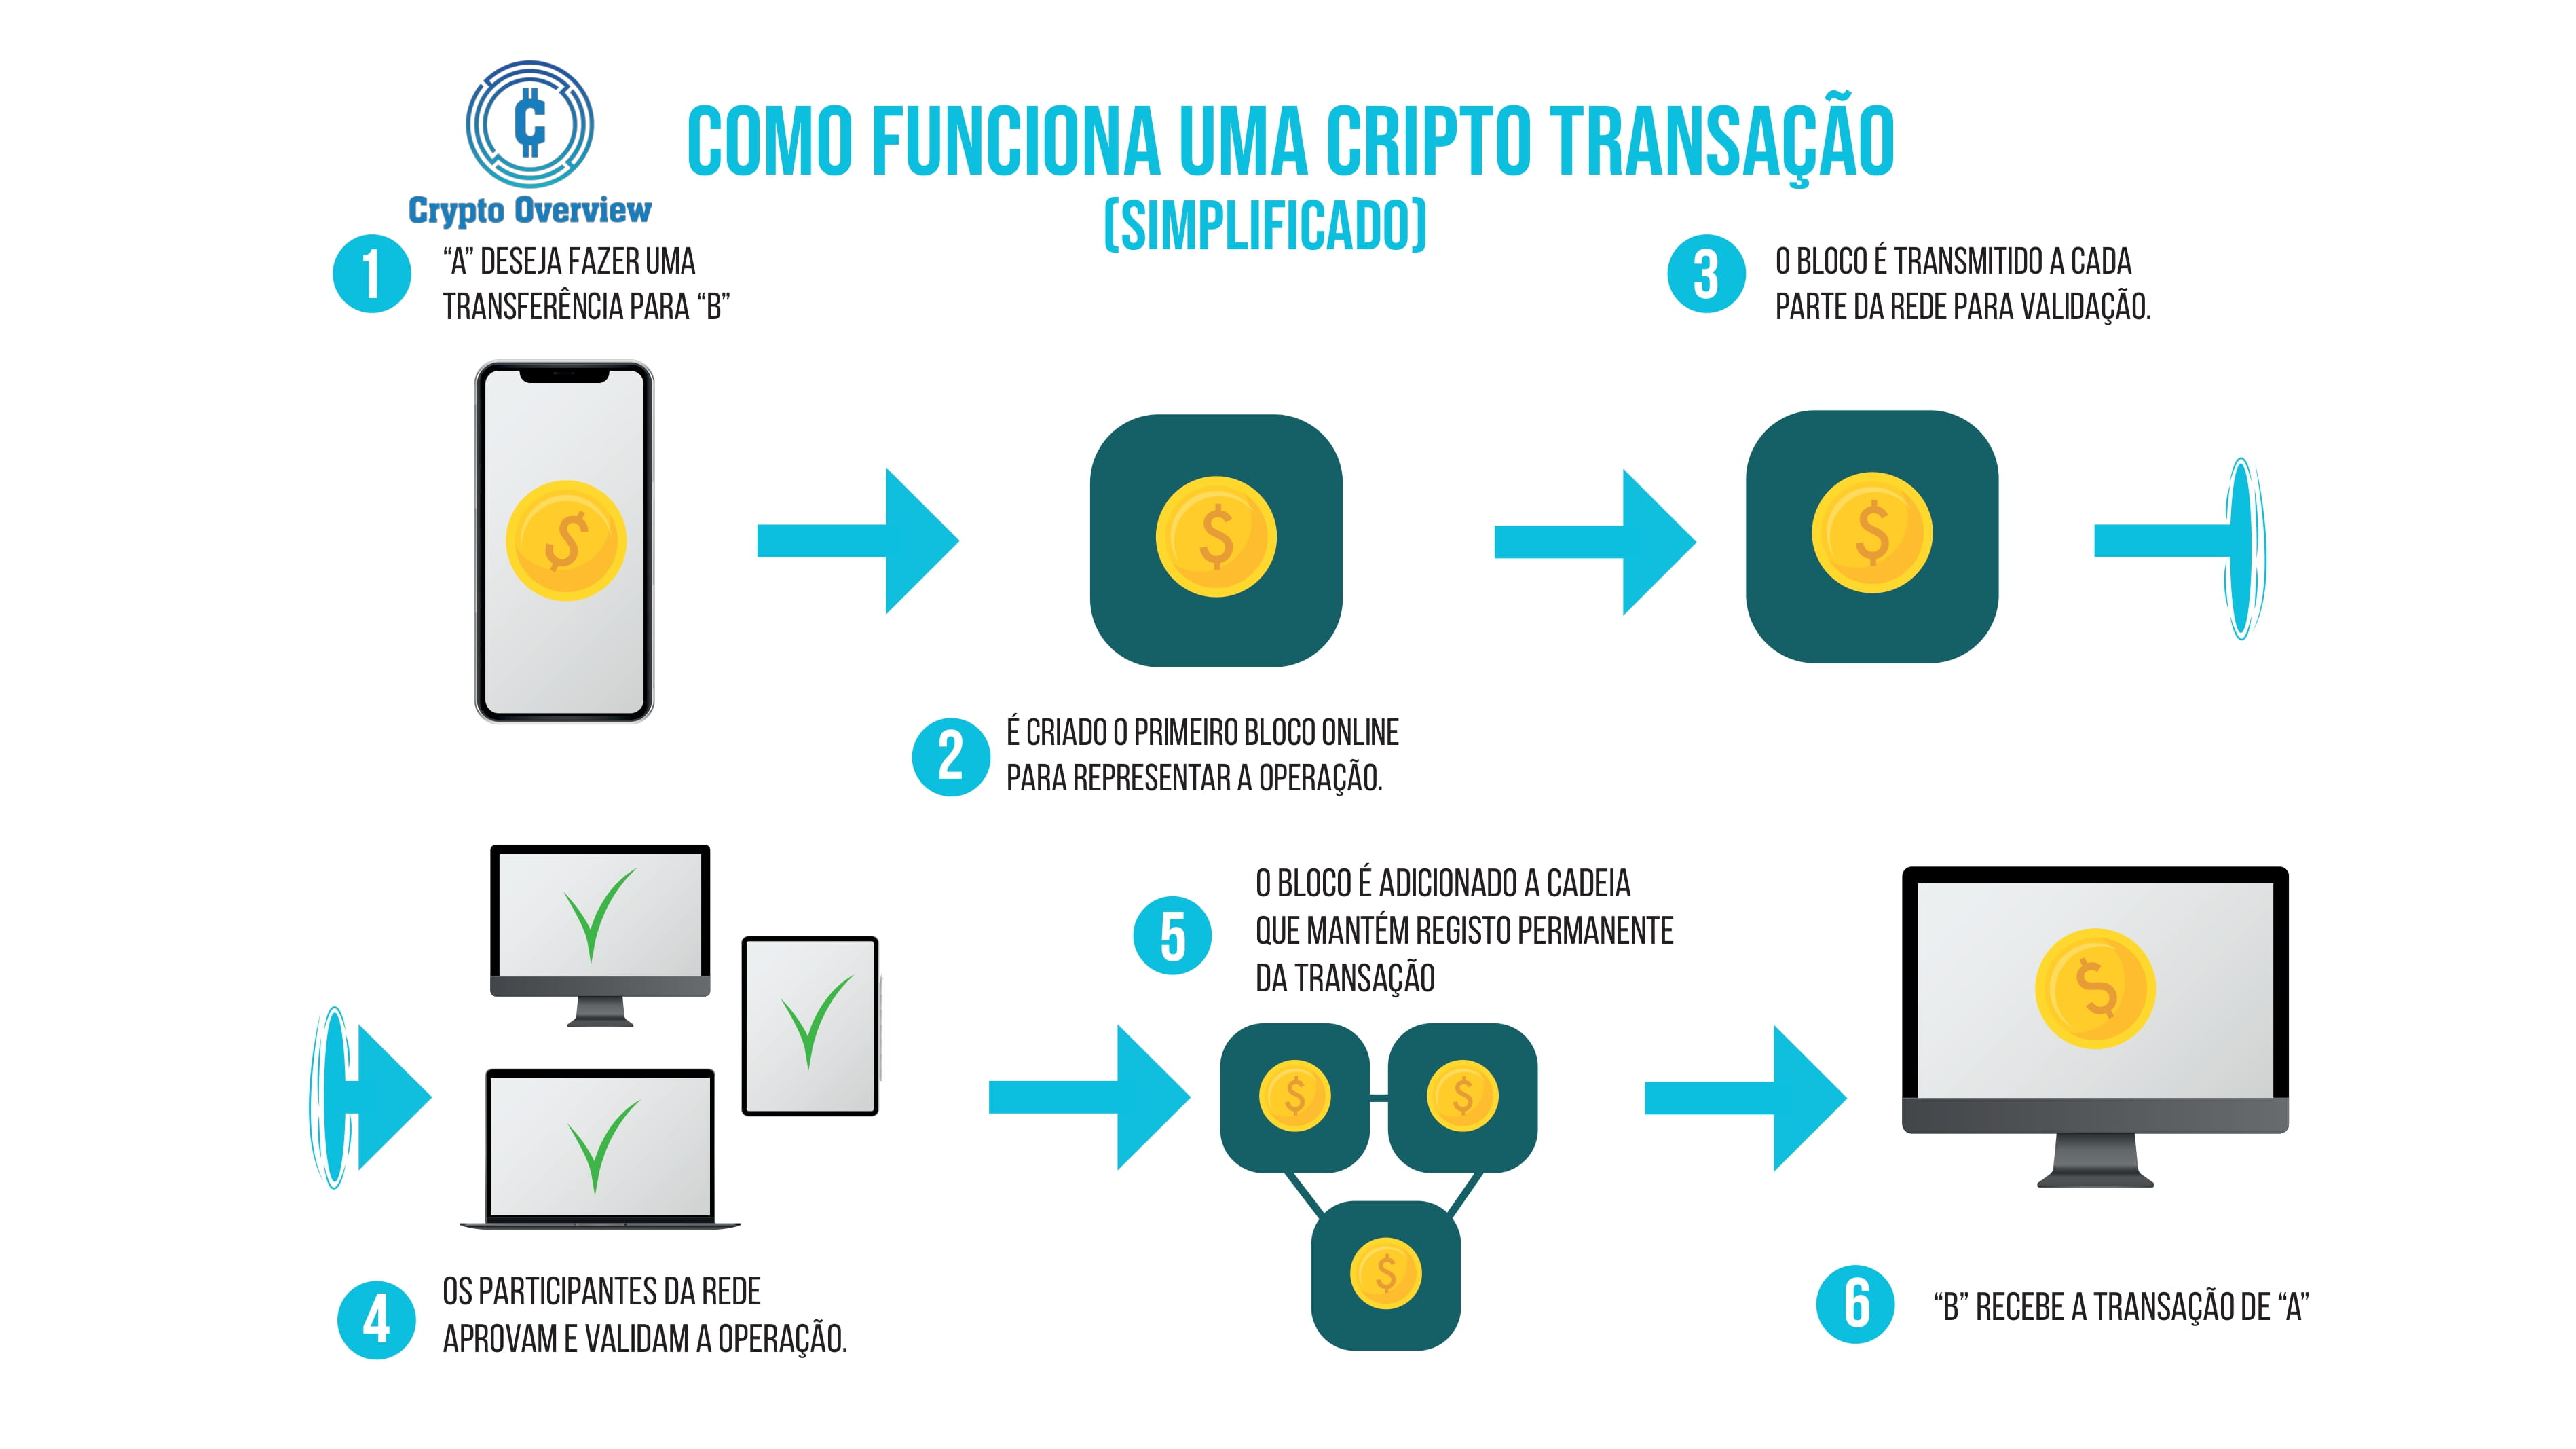 Crypto Overview
COMO FUNCIONA UMA CRIPTO TRANSAÇÃO
(SIMPLIFICADO)
1
“A” DESEJA FAZER UMA
TRANSFERÊNCIA PARA “B”
2
É CRIADO O PRIMEIRO BLOCO ONLINE
PARA REPRESENTAR A OPERAÇÃO.
3
O BLOCO É TRANSMITIDO A CADA
PARTE DA REDE PARA VALIDAÇÃO.
4
OS PARTICIPANTES DA REDE
APROVAM E VALIDAM A OPERAÇÃO.
5
O BLOCO É ADICIONADO A CADEIA
QUE MANTÉM REGISTO PERMANENTE
DA TRANSAÇÃO
6
“B” RECEBE A TRANSAÇÃO DE “A”